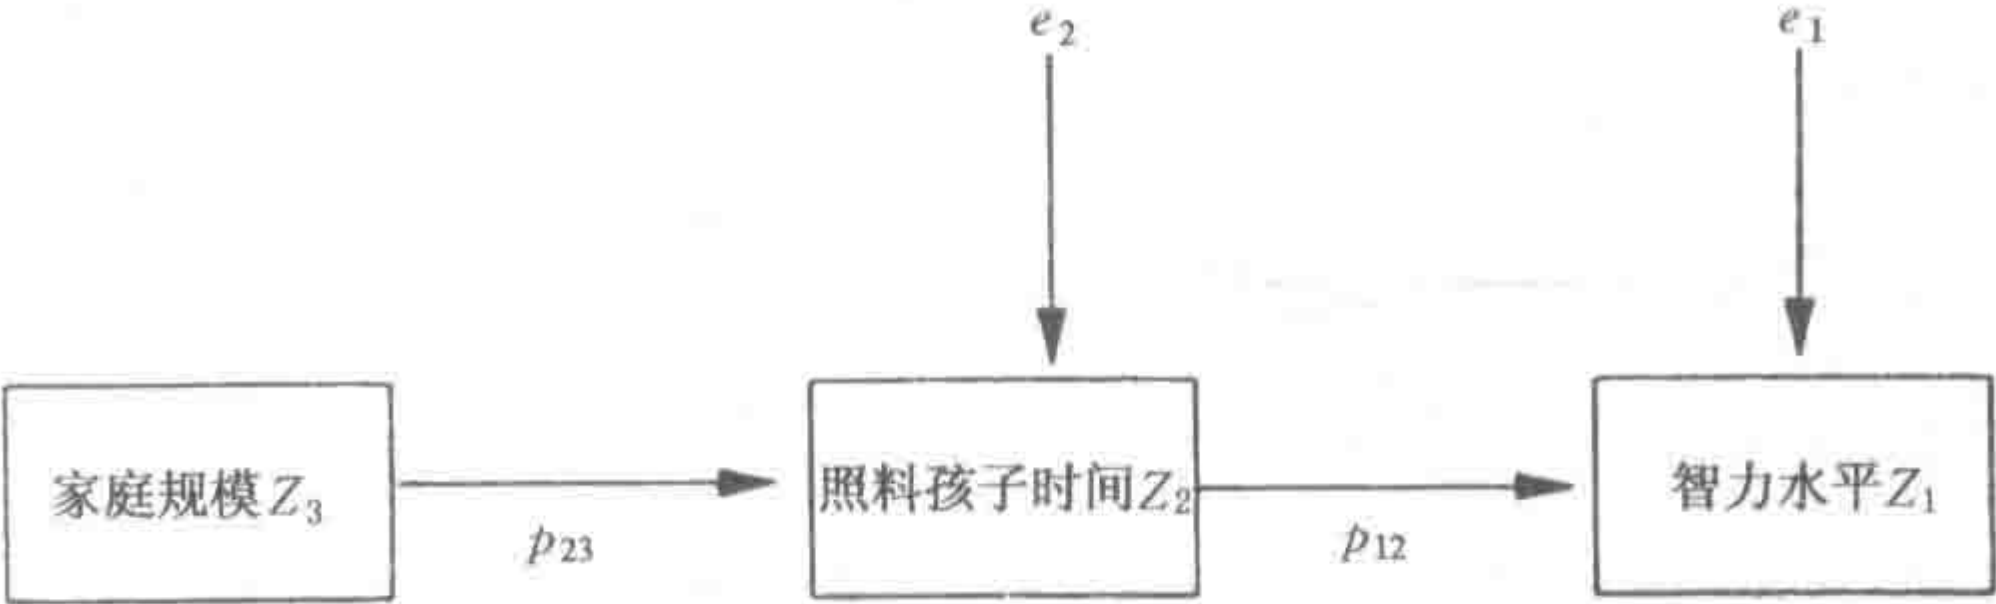 e₂
e₁
家庭规模Z₃
照料孩子时间Z₂
智力水平Z₁
p₂₃
p₁₂